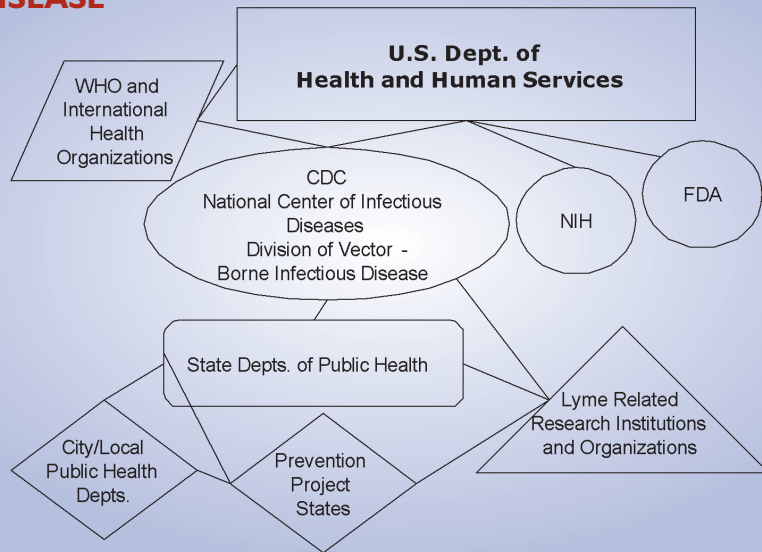 U.S. Dept. of
Health and Human Services
WHO and
International
Health
Organizations
CDC
National Center of Infectious
Diseases
Division of Vector -
Borne Infectious Disease
NIH
FDA
State Depts. of Public Health
Lyme Related
Research Institutions
and Organizations
City/Local
Public Health
Depts.
Prevention
Project
States